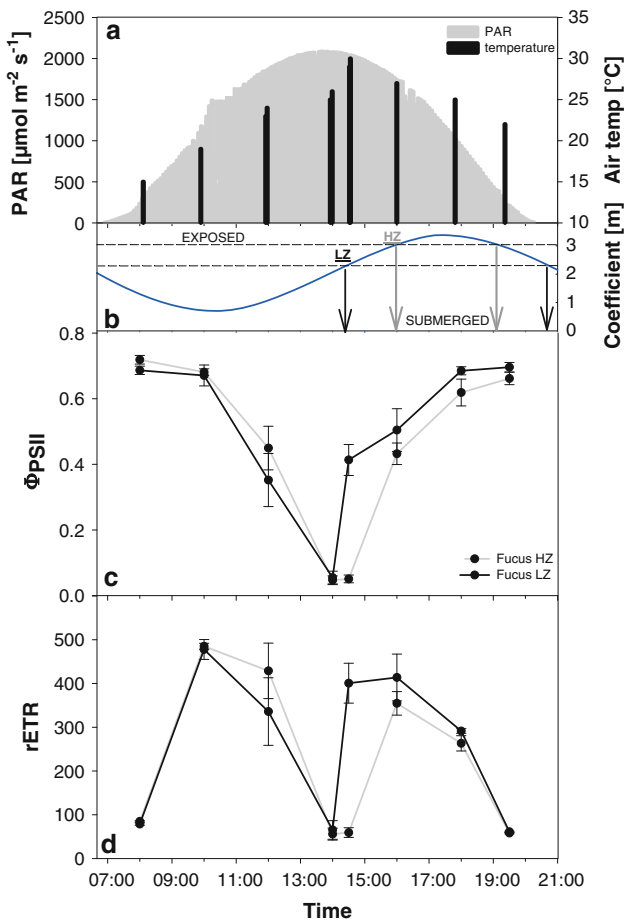 a
PAR [µmol m-2 s-1]
2500
2000
1500
1000
500
0
PAR
temperature
35
30
25
20
15
10
Air temp [°C]
b
EXPOSED
HZ
LZ
SUBMERGED
3
2
1
0
Coefficient [m]
c
ΦPSII
0.8
0.6
0.4
0.2
0.0
Fucus HZ
Fucus LZ
d
rETR
500
400
300
200
100
0
07:00 09:00 11:00 13:00 15:00 17:00 19:00 21:00
Time